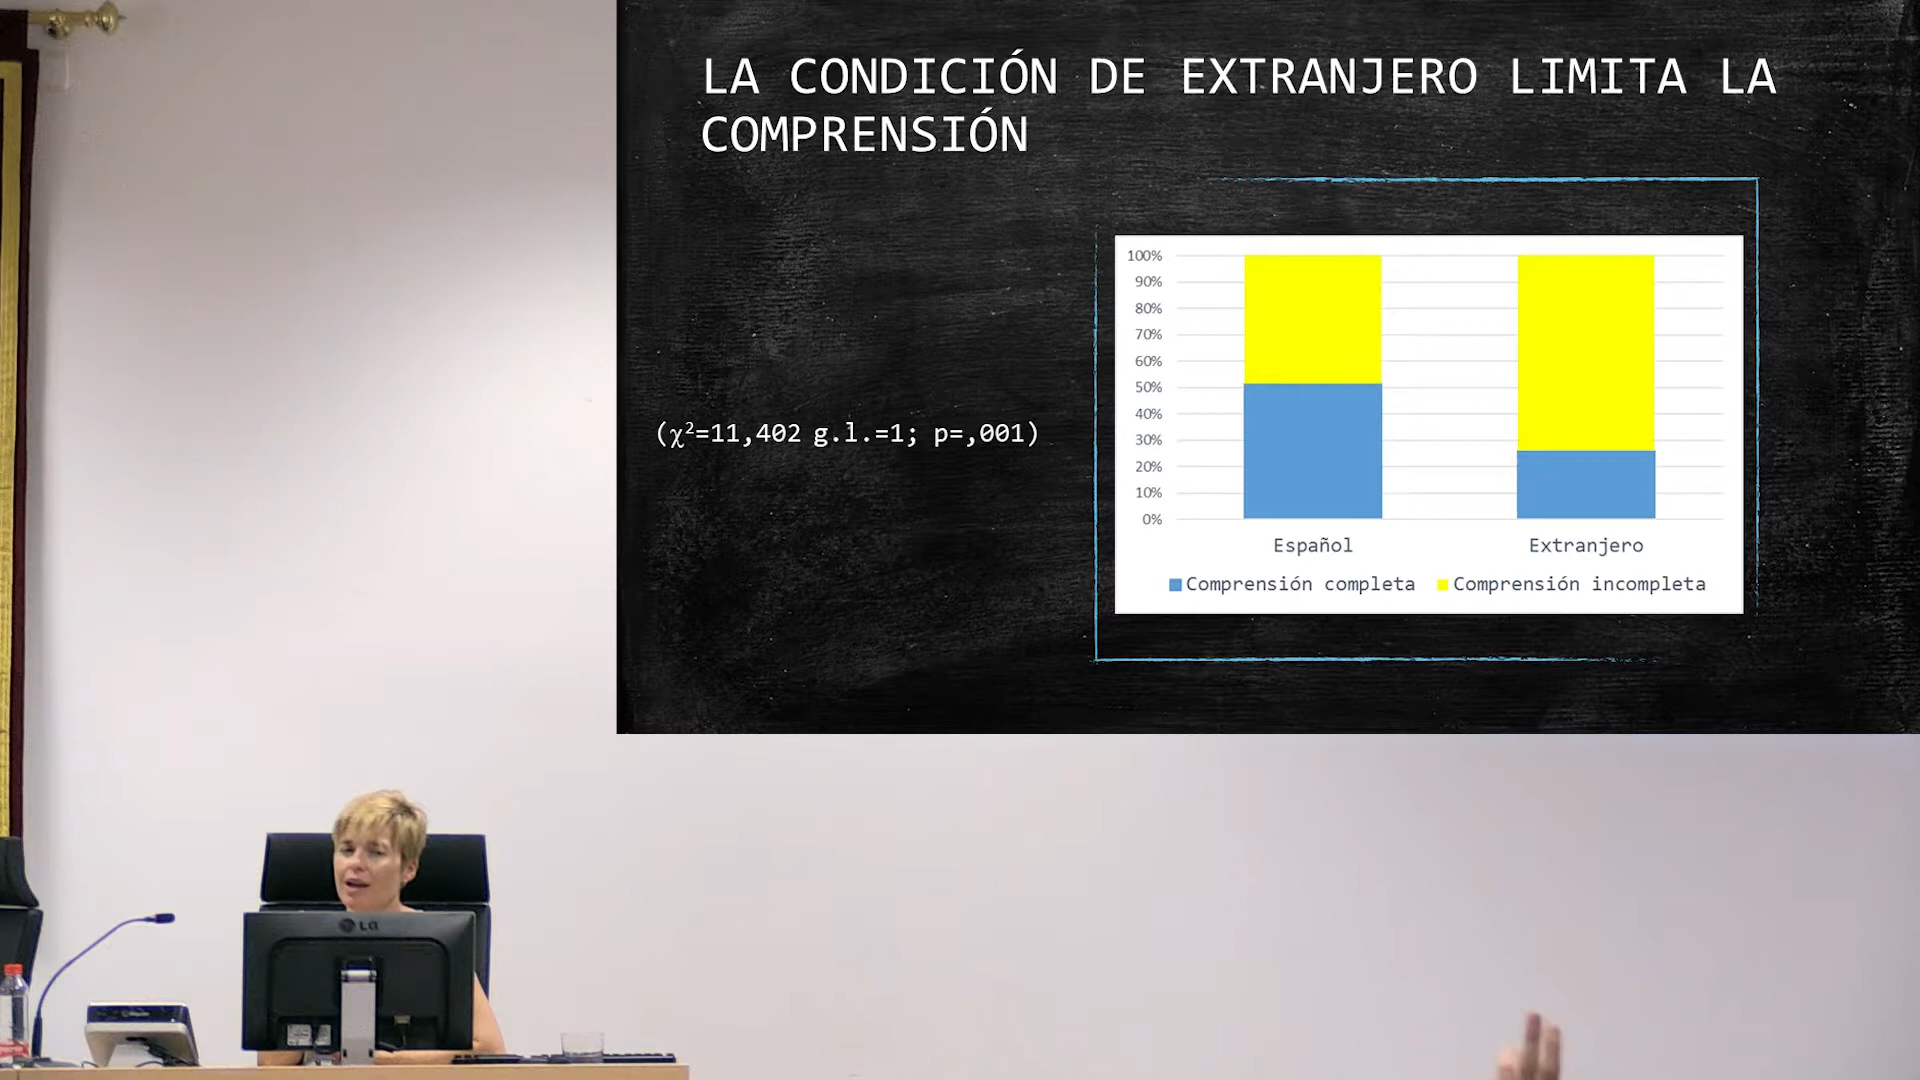 LA CONDICIÓN DE EXTRANJERO LIMITA LA
COMPRENSIÓN
(χ²=11,402 g.l.=1; p=,001)
100%
90%
80%
70%
60%
50%
40%
30%
20%
10%
0%
Español Extranjero
Comprensión completa Comprensión incompleta
LG